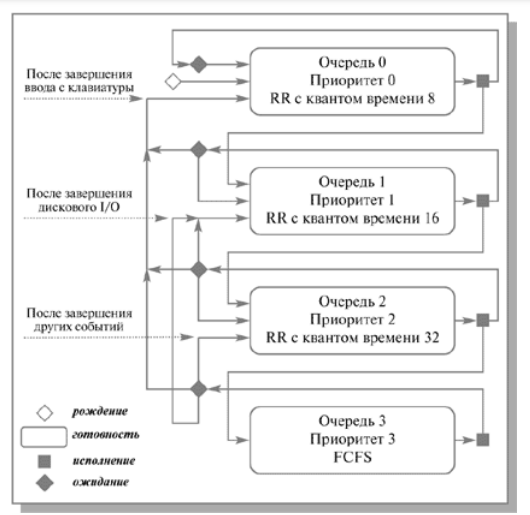 Очередь 0
Приоритет 0
RR с квантом времени 8
После завершения
ввода с клавиатуры
Очередь 1
Приоритет 1
RR с квантом времени 16
После завершения
дискового I/O
Очередь 2
Приоритет 2
RR с квантом времени 32
После завершения
других событий
Очередь 3
Приоритет 3
FCFS
рождение
готовность
исполнение
ожидание